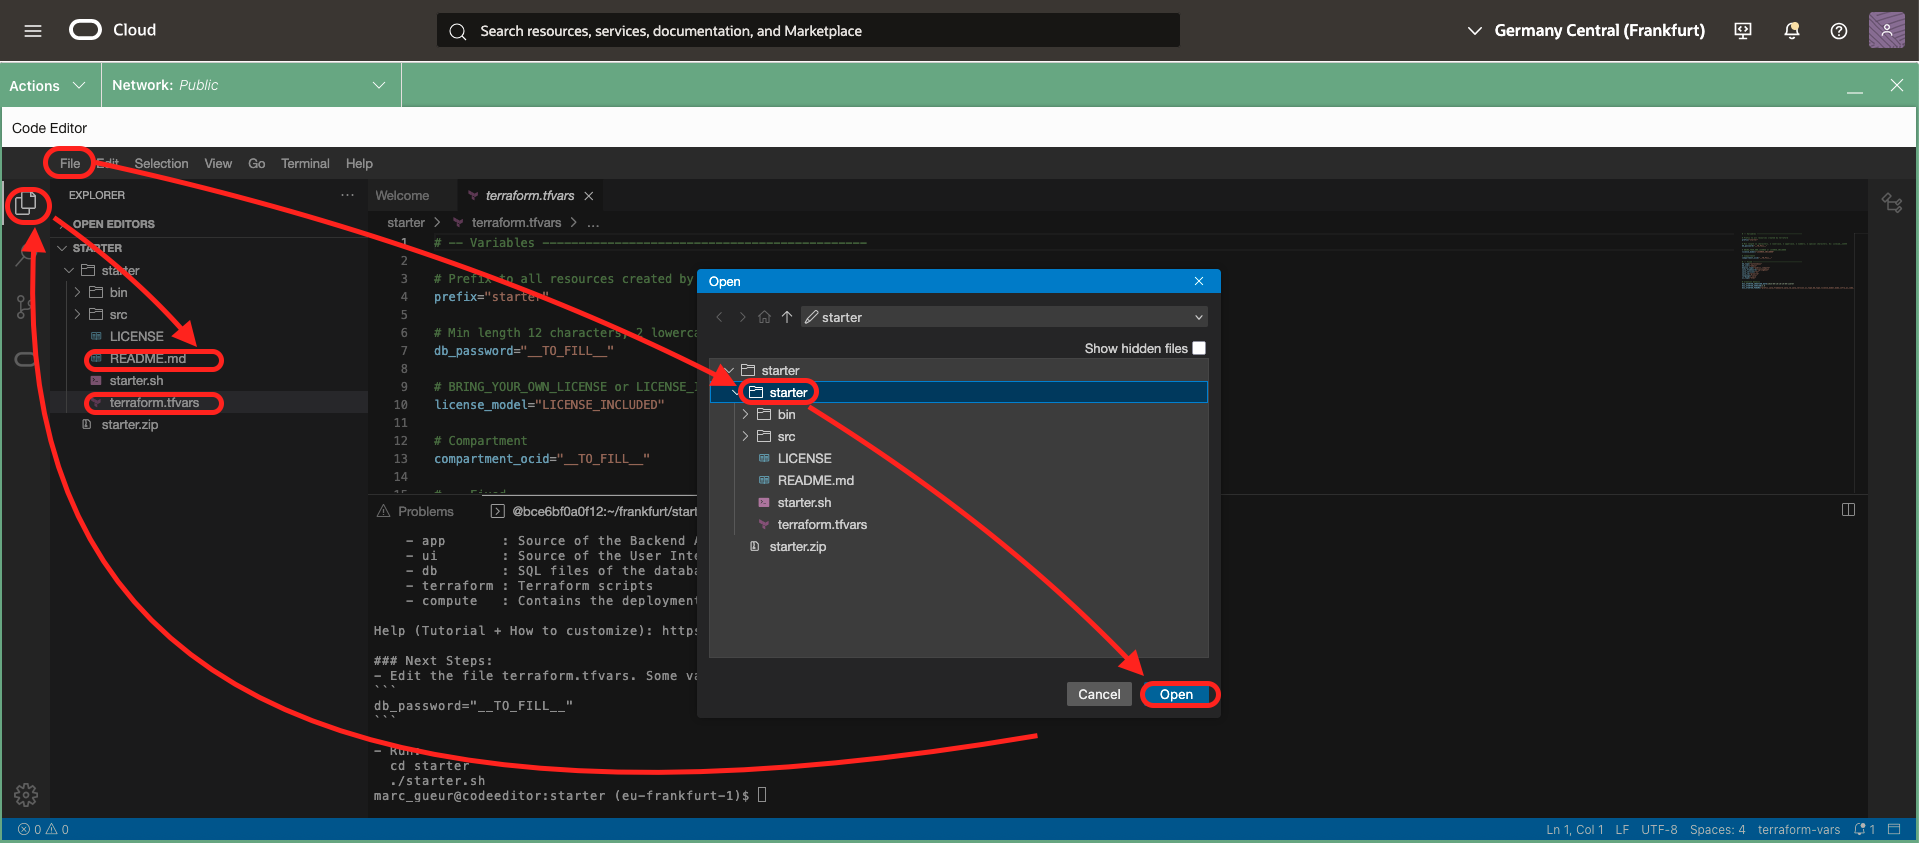 Cloud
Search resources, services, documentation, and Marketplace
Germany Central (Frankfurt)
Actions
Network: Public
Code Editor
File Edit Selection View Go Terminal Help
EXPLORER
OPEN EDITORS
STARTER
starter
bin
src
LICENSE
README.md
starter.sh
terraform.tfvars
starter.zip
Welcome
terraform.tfvars
starter > terraform.tfvars > ...
1 # -- Variables ---------------------------------------------
2
3 # Prefix to all resources created by
4 prefix="starter"
5
6 # Min length 12 characters, 2 lowerca
7 db_password="__TO_FILL__"
8
9 # BRING_YOUR_OWN_LICENSE or LICENSE_I
10 license_model="LICENSE_INCLUDED"
11
12 # Compartment
13 compartment_ocid="__TO_FILL__"
14
Problems
@bce6bf0a0f12:~/frankfurt/start
- app : Source of the Backend A
- ui : Source of the User Inte
- db : SQL files of the databa
- terraform : Terraform scripts
- compute : Contains the deployment
Help (Tutorial + How to customize): https
### Next Steps:
- Edit the file terraform.tfvars. Some va
```
db_password="__TO_FILL__"
```
- Run:
cd starter
./starter.sh
marc_gueur@codeeditor:starter (eu-frankfurt-1)$
Open
starter
Show hidden files
starter
starter
bin
src
LICENSE
README.md
starter.sh
terraform.tfvars
starter.zip
Cancel
Open
0 0
Ln 1, Col 1 LF UTF-8 Spaces: 4 terraform-vars 1